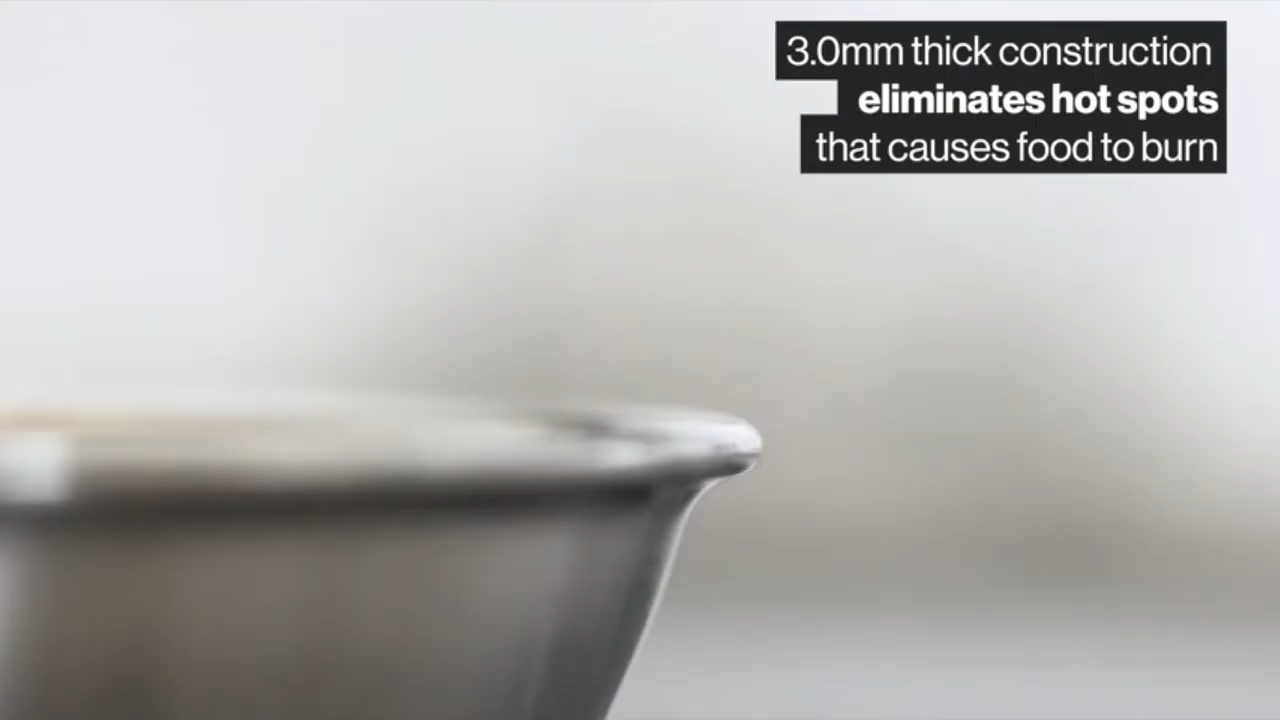 3.0mm thick construction
eliminates hot spots
that causes food to burn